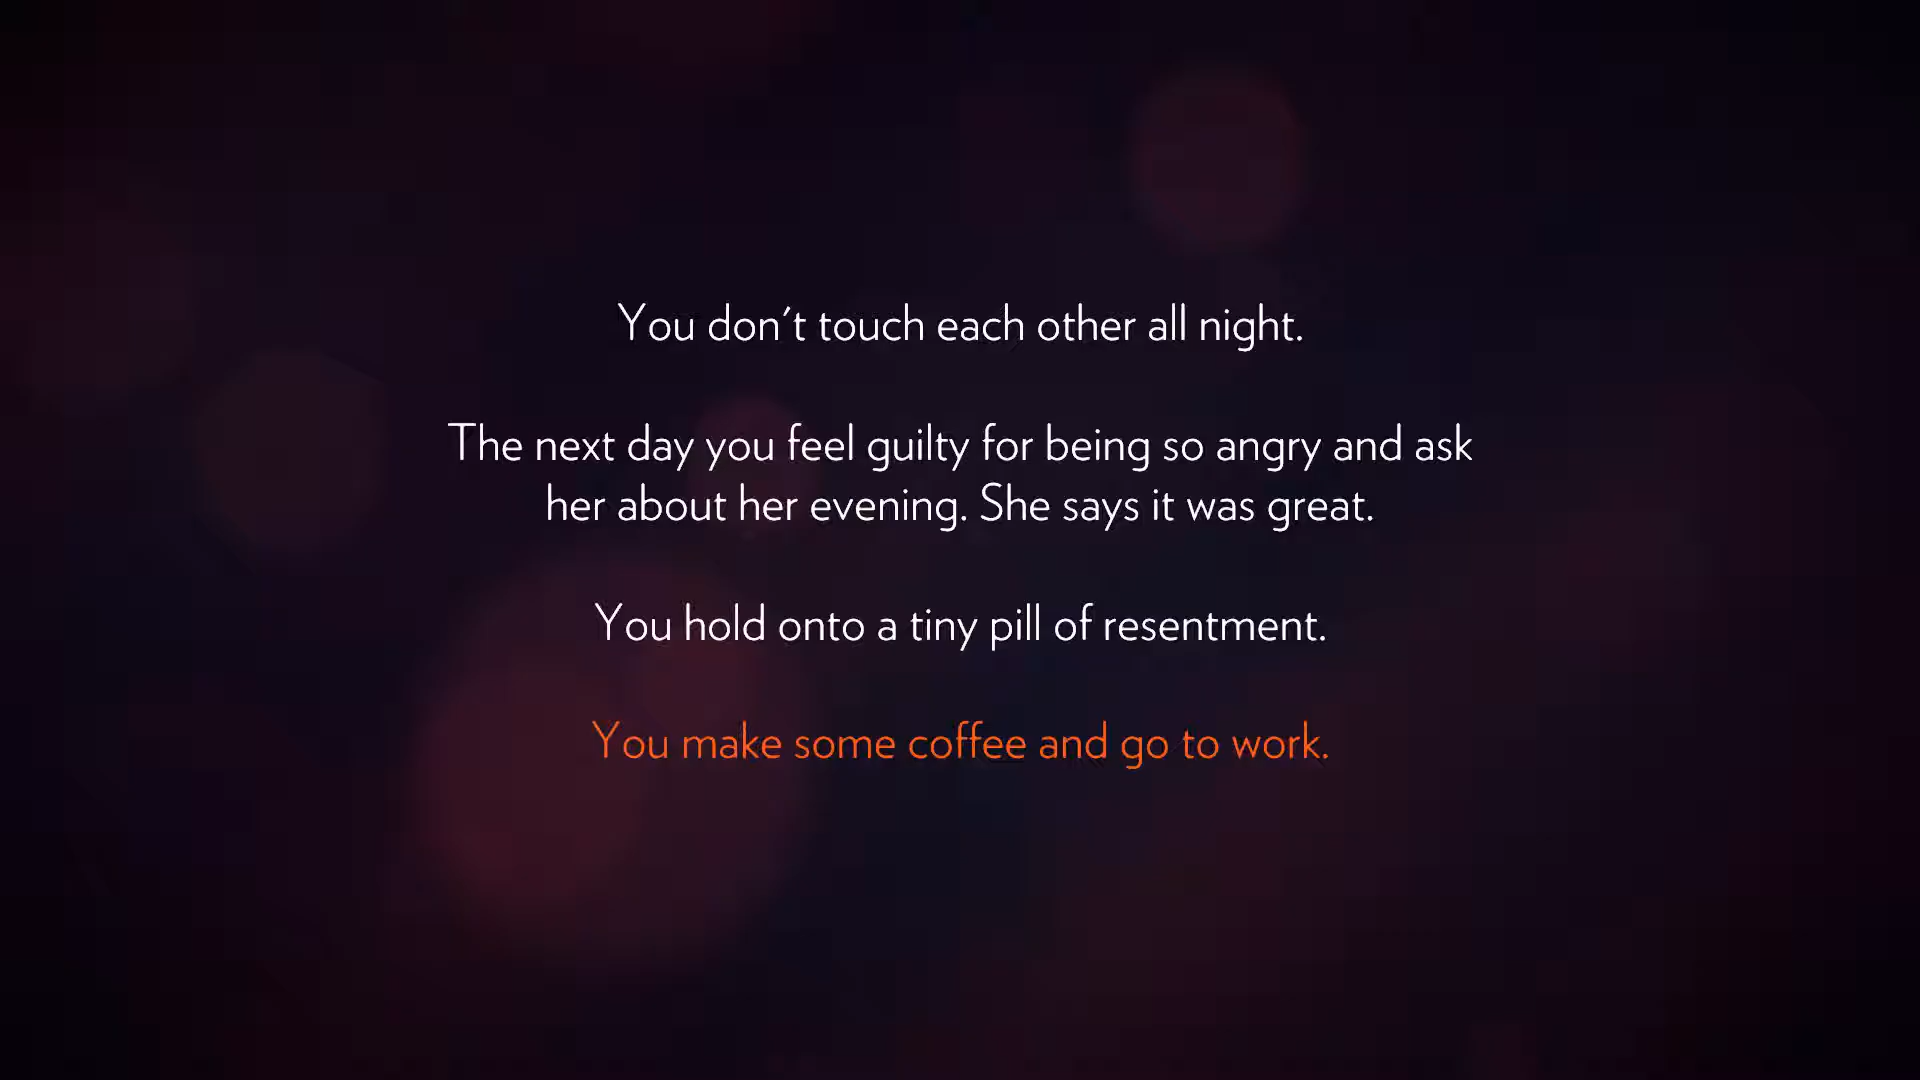 You don't touch each other all night.
The next day you feel guilty for being so angry and ask
her about her evening. She says it was great.
You hold onto a tiny pill of resentment.
You make some coffee and go to work.